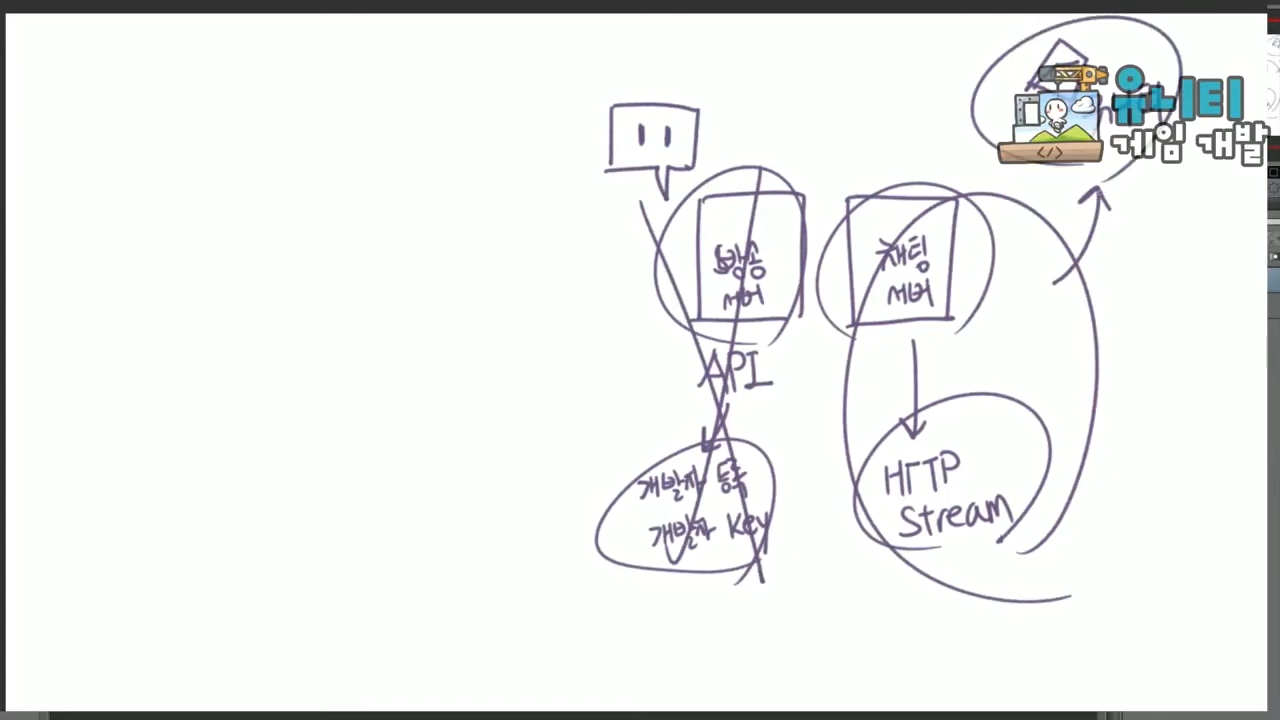 유니티
게임 개발
</>
방송
서버
채팅
서버
API
개발자 등록
개발자 Key
HTTP
Stream